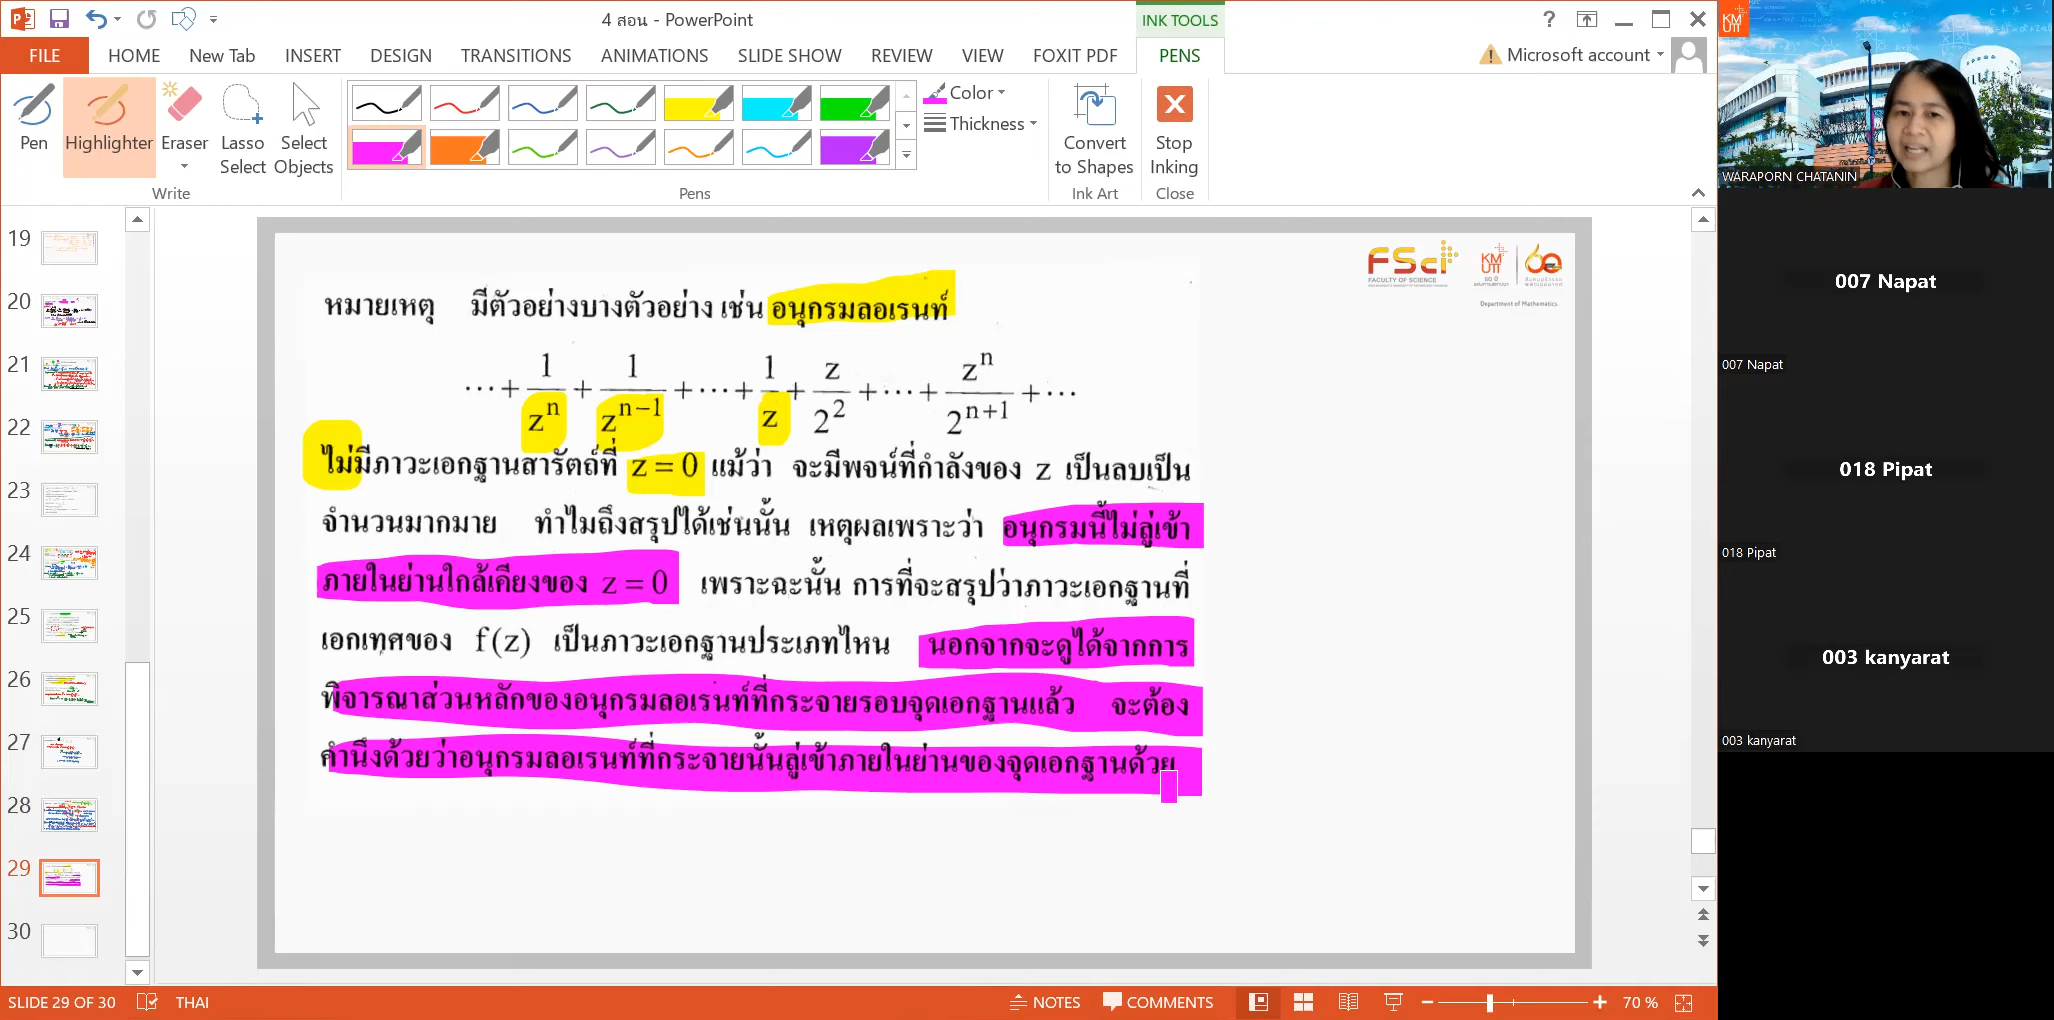 4 สอน - PowerPoint
INK TOOLS
FILE HOME New Tab INSERT DESIGN TRANSITIONS ANIMATIONS SLIDE SHOW REVIEW VIEW FOXIT PDF PENS
Microsoft account
Pen Highlighter Eraser Lasso Select Select Objects
Color
Thickness
Convert to Shapes
Stop Inking
Write
Pens
Ink Art
Close
19
20
21
22
23
24
25
26
27
28
29
30
FSci
FACULTY OF SCIENCE
KMUTT
Department of Mathematics
หมายเหตุ มีตัวอย่างบางตัวอย่าง เช่น อนุกรมลอเรนท์
⋯ + 1/z^n + 1/z^(n−1) + ⋯ + 1/z + z/2^2 + ⋯ + z^n/2^(n+1) + ⋯
ไม่มีภาวะเอกฐานสารัตถ์ที่ z = 0 แม้ว่า จะมีพจน์ที่กำลังของ z เป็นลบเป็น
จำนวนมากมาย ทำไมถึงสรุปได้เช่นนั้น เหตุผลเพราะว่า อนุกรมนี้ไม่ลู่เข้า
ภายในย่านใกล้เคียงของ z = 0 เพราะฉะนั้น การที่จะสรุปว่าภาวะเอกฐานที่
เอกเทศของ f(z) เป็นภาวะเอกฐานประเภทไหน นอกจากจะดูได้จากการ
พิจารณาส่วนหลักของอนุกรมลอเรนท์ที่กระจายรอบจุดเอกฐานแล้ว จะต้อง
คำนึงด้วยว่าอนุกรมลอเรนท์ที่กระจายนั้นลู่เข้าภายในย่านของจุดเอกฐานด้วย
WARAPORN CHATANIN
007 Napat
007 Napat
018 Pipat
018 Pipat
003 kanyarat
003 kanyarat
SLIDE 29 OF 30
THAI
NOTES
COMMENTS
70 %